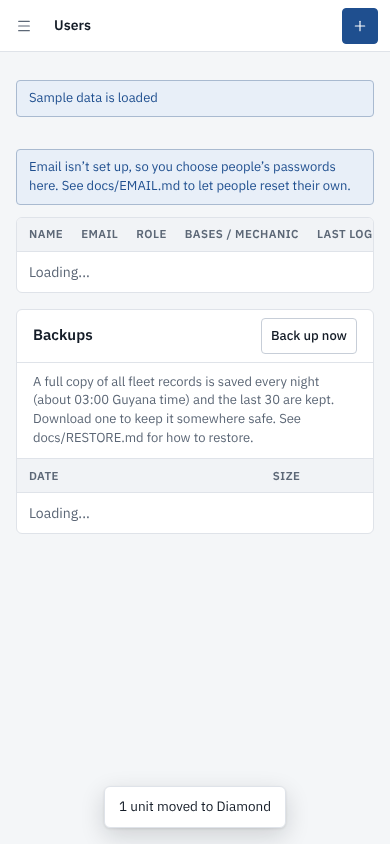 Users
Sample data is loaded
Email isn't set up, so you choose people's passwords
here. See docs/EMAIL.md to let people reset their own.
NAME EMAIL ROLE BASES / MECHANIC LAST LOG
Loading...
Backups
Back up now
A full copy of all fleet records is saved every night
(about 03:00 Guyana time) and the last 30 are kept.
Download one to keep it somewhere safe. See
docs/RESTORE.md for how to restore.
DATE SIZE
Loading...
1 unit moved to Diamond